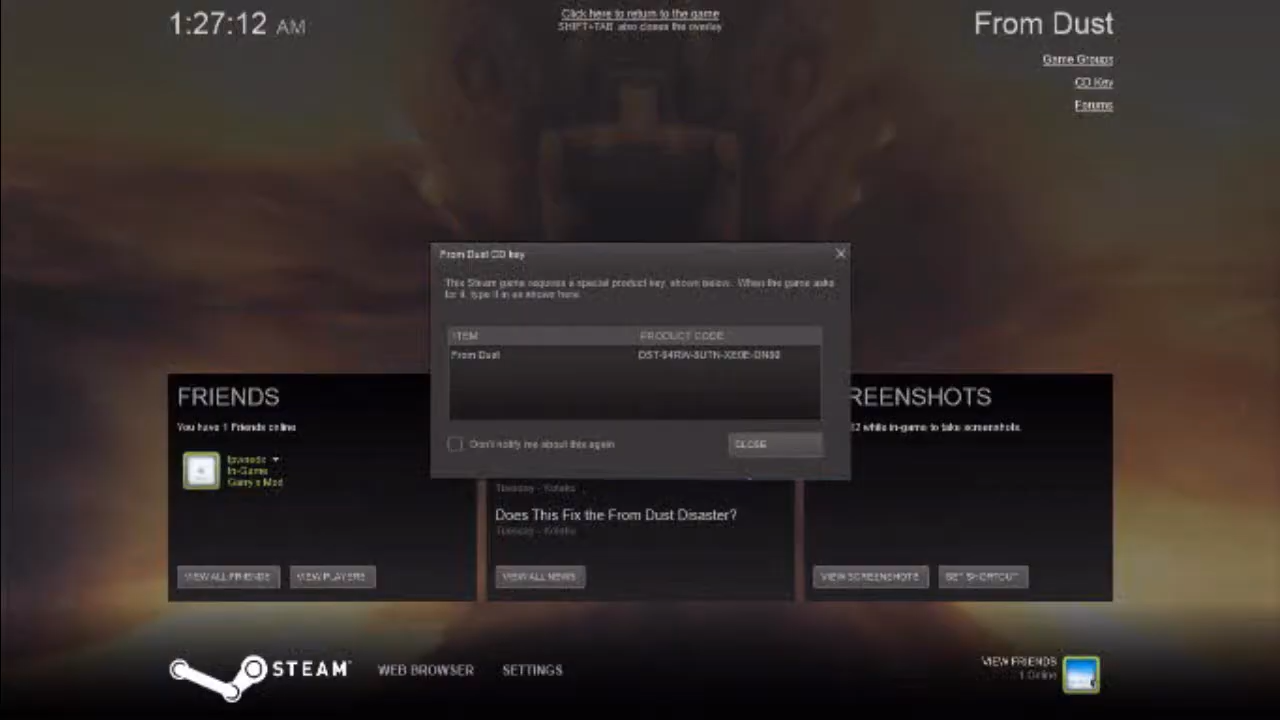 1:27:12 AM
Click here to return to the game
SHIFT+TAB also closes the overlay
From Dust
Game Groups
CD Key
Forums
From Dust CD key
This Steam game requires a special product key, shown below. When the game asks
for it, type it in as shown here.
ITEM PRODUCT CODE
From Dust
Don't notify me about this again
CLOSE
FRIENDS
You have 1 Friends online
In-Game
Garry's Mod
VIEW ALL FRIENDS
VIEW PLAYERS
Tuesday - Kotaku
Does This Fix the From Dust Disaster?
Tuesday - Kotaku
VIEW ALL NEWS
REENSHOTS
12 while in-game to take screenshots.
VIEW SCREENSHOTS
SET SHORTCUT
STEAM
WEB BROWSER
SETTINGS
VIEW FRIENDS
1 Online